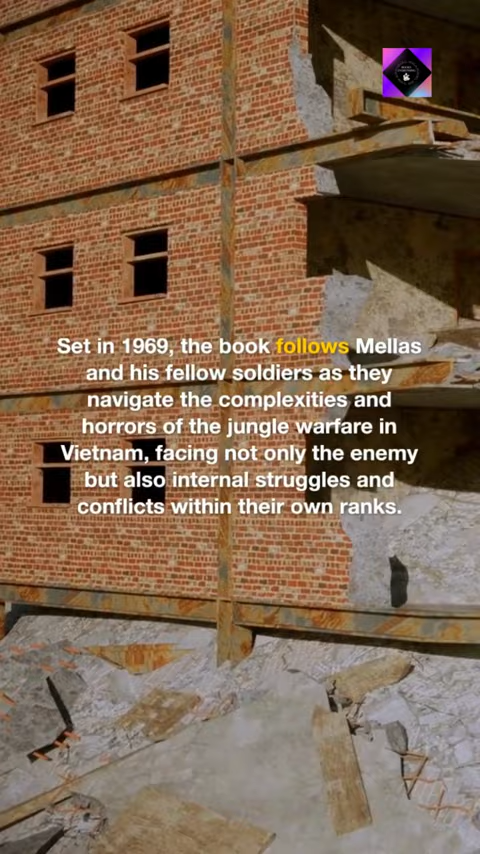 Set in 1969, the book follows Mellas
and his fellow soldiers as they
navigate the complexities and
horrors of the jungle warfare in
Vietnam, facing not only the enemy
but also internal struggles and
conflicts within their own ranks.